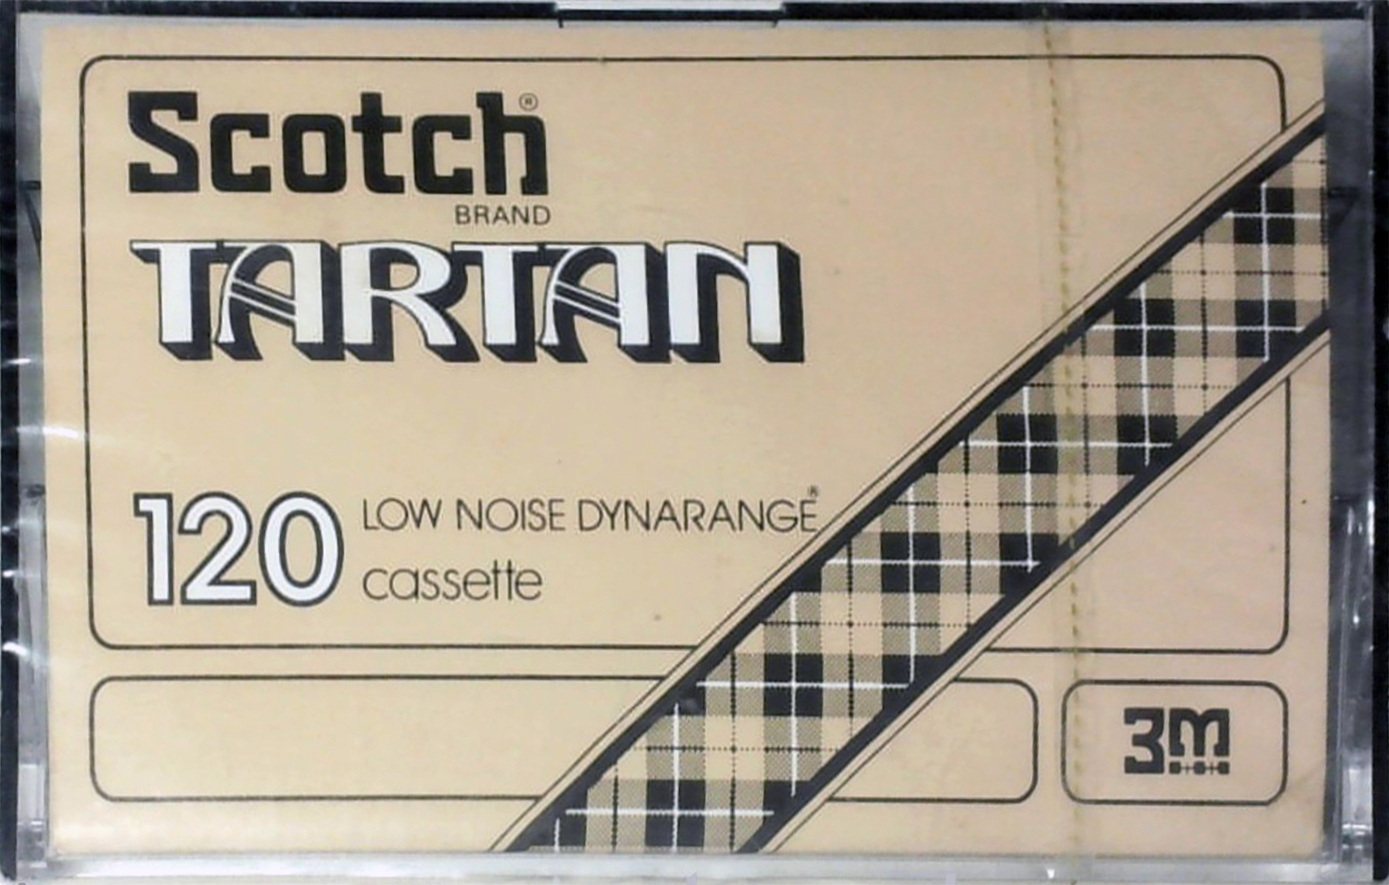 Scotch®
BRAND
TARTAN
120 LOW NOISE DYNARANGE®
cassette
3M